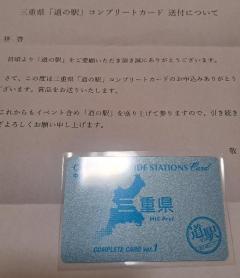 三重県「道の駅」コンプリートカード 送付について
拝 啓
日頃より「道の駅」をご愛顧いただき誠にありがとうございます。
さて、この度は三重県「道の駅」コンプリートカードのお申込みありがとう
ございます。賞品をお送りいたします。
これからもイベント含め「道の駅」を盛り上げて参りますので、引き続き
よろしくお願い申し上げます。
敬
STATIONS Card
三重県
MIE Pref.
道の駅
COMPLETE CARD ver.1